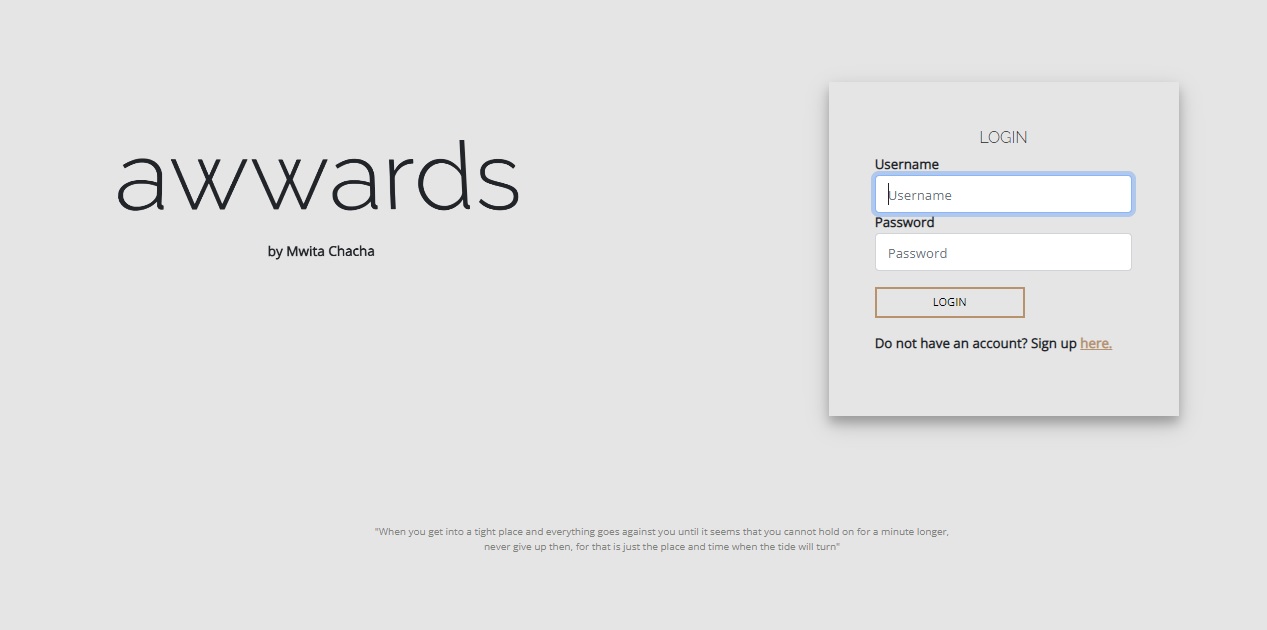 awwards
by Mwita Chacha
LOGIN
Username
Username
Password
Password
LOGIN
Do not have an account? Sign up here.
"When you get into a tight place and everything goes against you until it seems that you cannot hold on for a minute longer,
never give up then, for that is just the place and time when the tide will turn"